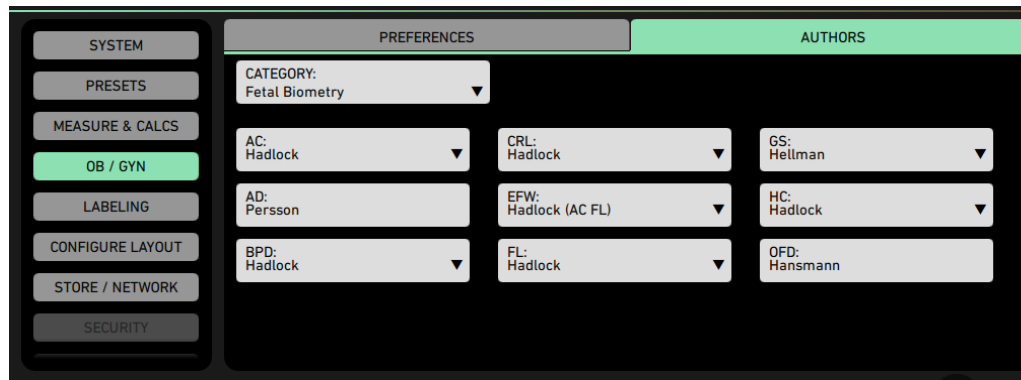 SYSTEM
PRESETS
MEASURE & CALCS
OB / GYN
LABELING
CONFIGURE LAYOUT
STORE / NETWORK
SECURITY
PREFERENCES
AUTHORS
CATEGORY:
Fetal Biometry
AC:
Hadlock
CRL:
Hadlock
GS:
Hellman
AD:
Persson
EFW:
Hadlock (AC FL)
HC:
Hadlock
BPD:
Hadlock
FL:
Hadlock
OFD:
Hansmann